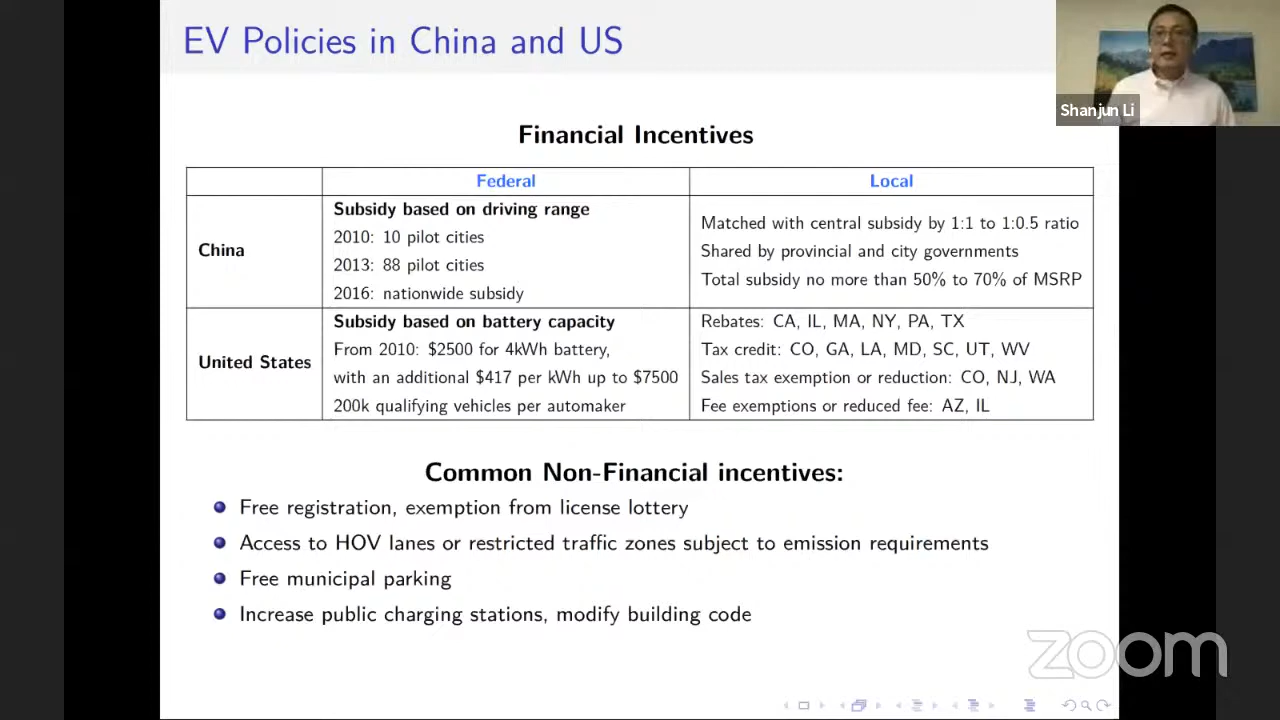 EV Policies in China and US
Shanjun Li
Financial Incentives
Federal
Local
China
Subsidy based on driving range
2010: 10 pilot cities
2013: 88 pilot cities
2016: nationwide subsidy
Matched with central subsidy by 1:1 to 1:0.5 ratio
Shared by provincial and city governments
Total subsidy no more than 50% to 70% of MSRP
United States
Subsidy based on battery capacity
From 2010: $2500 for 4kWh battery,
with an additional $417 per kWh up to $7500
200k qualifying vehicles per automaker
Rebates: CA, IL, MA, NY, PA, TX
Tax credit: CO, GA, LA, MD, SC, UT, WV
Sales tax exemption or reduction: CO, NJ, WA
Fee exemptions or reduced fee: AZ, IL
Common Non-Financial incentives:
Free registration, exemption from license lottery
Access to HOV lanes or restricted traffic zones subject to emission requirements
Free municipal parking
Increase public charging stations, modify building code
zoom